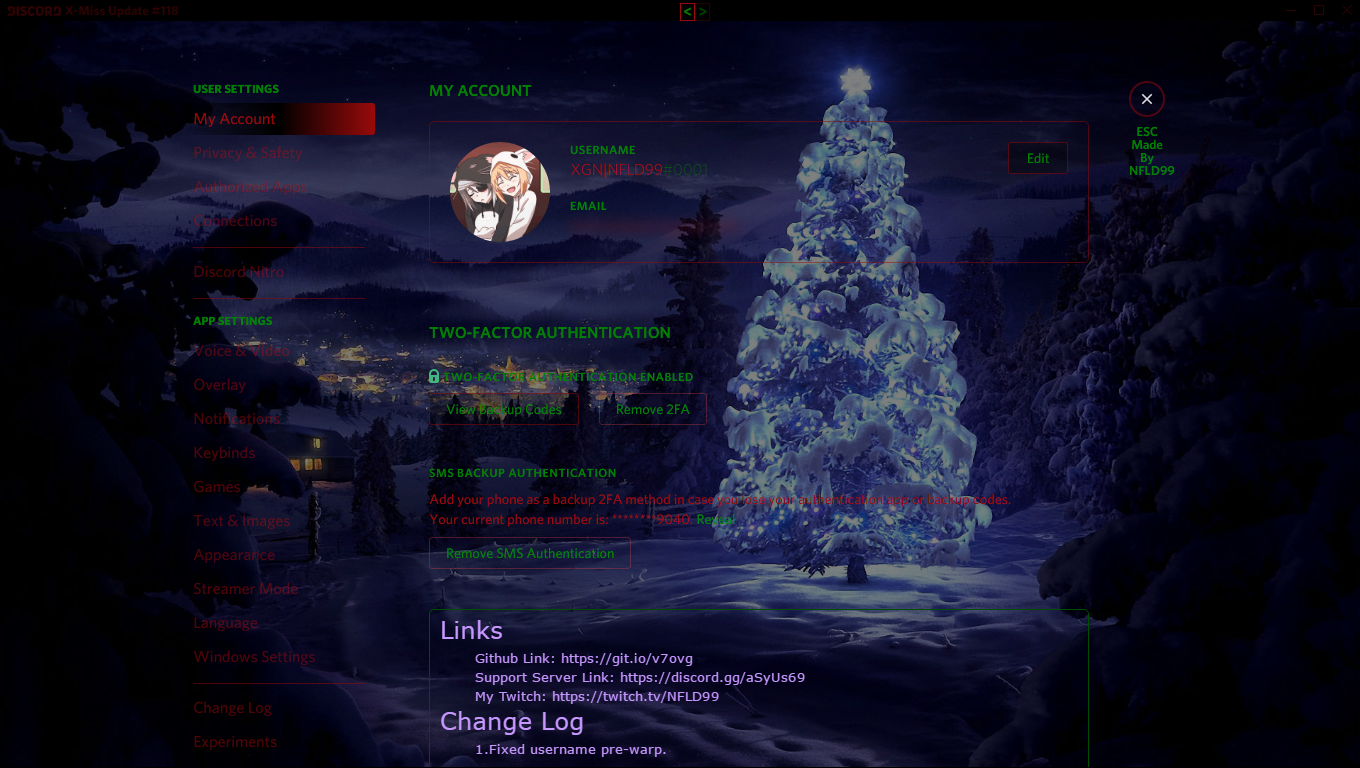 DISCORD X-Miss Update #118
< >
USER SETTINGS
My Account
Privacy & Safety
Authorized Apps
Connections
Discord Nitro
APP SETTINGS
Voice & Video
Overlay
Notifications
Keybinds
Games
Text & Images
Appearance
Streamer Mode
Language
Windows Settings
Change Log
Experiments
MY ACCOUNT
USERNAME
XGNINFLD99#0001
EMAIL
Edit
TWO-FACTOR AUTHENTICATION
TWO-FACTOR AUTHENTICATION ENABLED
View Backup Codes
Remove 2FA
SMS BACKUP AUTHENTICATION
Add your phone as a backup 2FA method in case you lose your authentication app or backup codes.
Your current phone number is: ********9040. Reveal
Remove SMS Authentication
Links
Github Link: https://git.io/v7ovg
Support Server Link: https://discord.gg/aSyUs69
My Twitch: https://twitch.tv/NFLD99
Change Log
1.Fixed username pre-warp.
ESC
Made
By
NFLD99